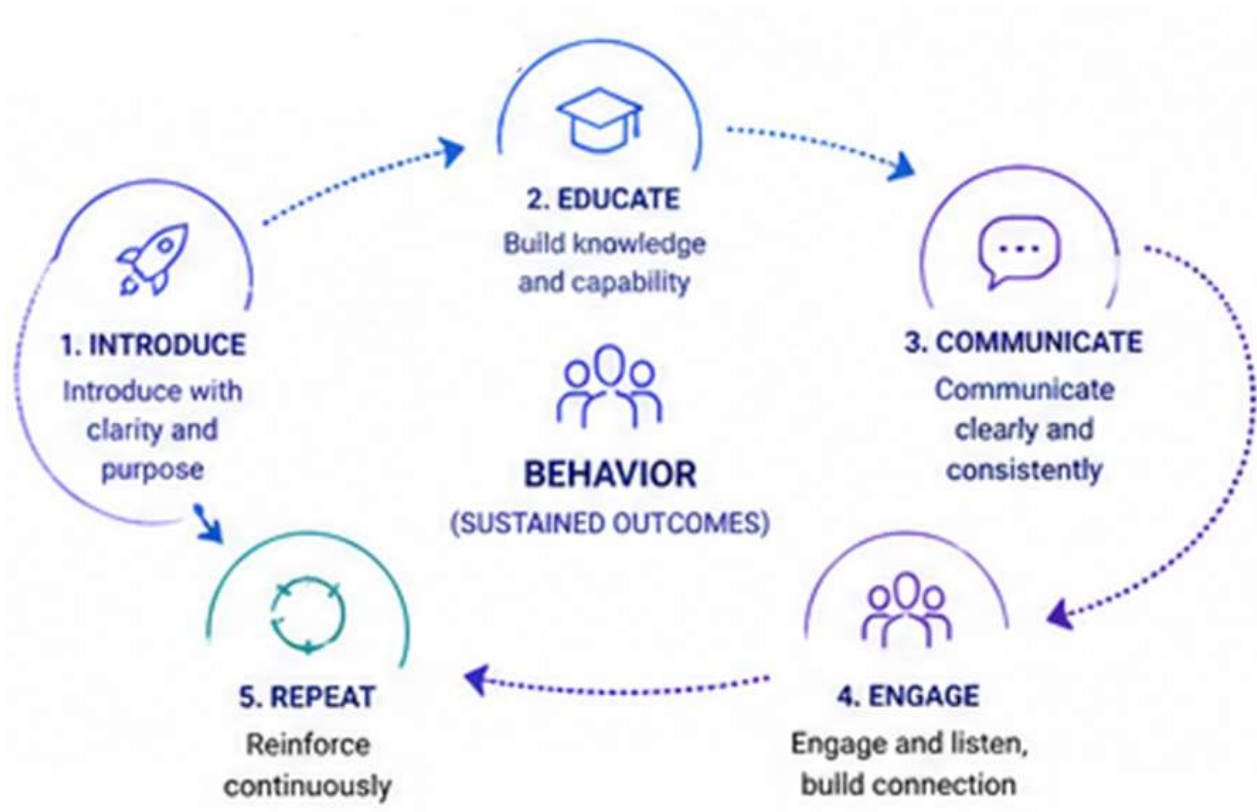 1. INTRODUCE
Introduce with
clarity and
purpose
2. EDUCATE
Build knowledge
and capability
3. COMMUNICATE
Communicate
clearly and
consistently
4. ENGAGE
Engage and listen,
build connection
5. REPEAT
Reinforce
continuously
BEHAVIOR
(SUSTAINED OUTCOMES)